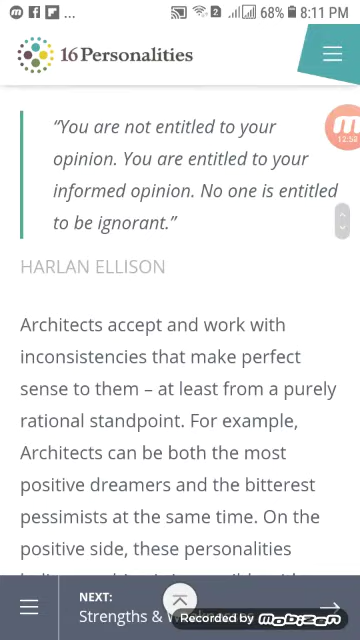 68% 8:11 PM
16Personalities
“You are not entitled to your
opinion. You are entitled to your
informed opinion. No one is entitled
to be ignorant.”
12:52
HARLAN ELLISON
Architects accept and work with
inconsistencies that make perfect
sense to them – at least from a purely
rational standpoint. For example,
Architects can be both the most
positive dreamers and the bitterest
pessimists at the same time. On the
positive side, these personalities
NEXT:
Strengths &
Recorded by mobizen